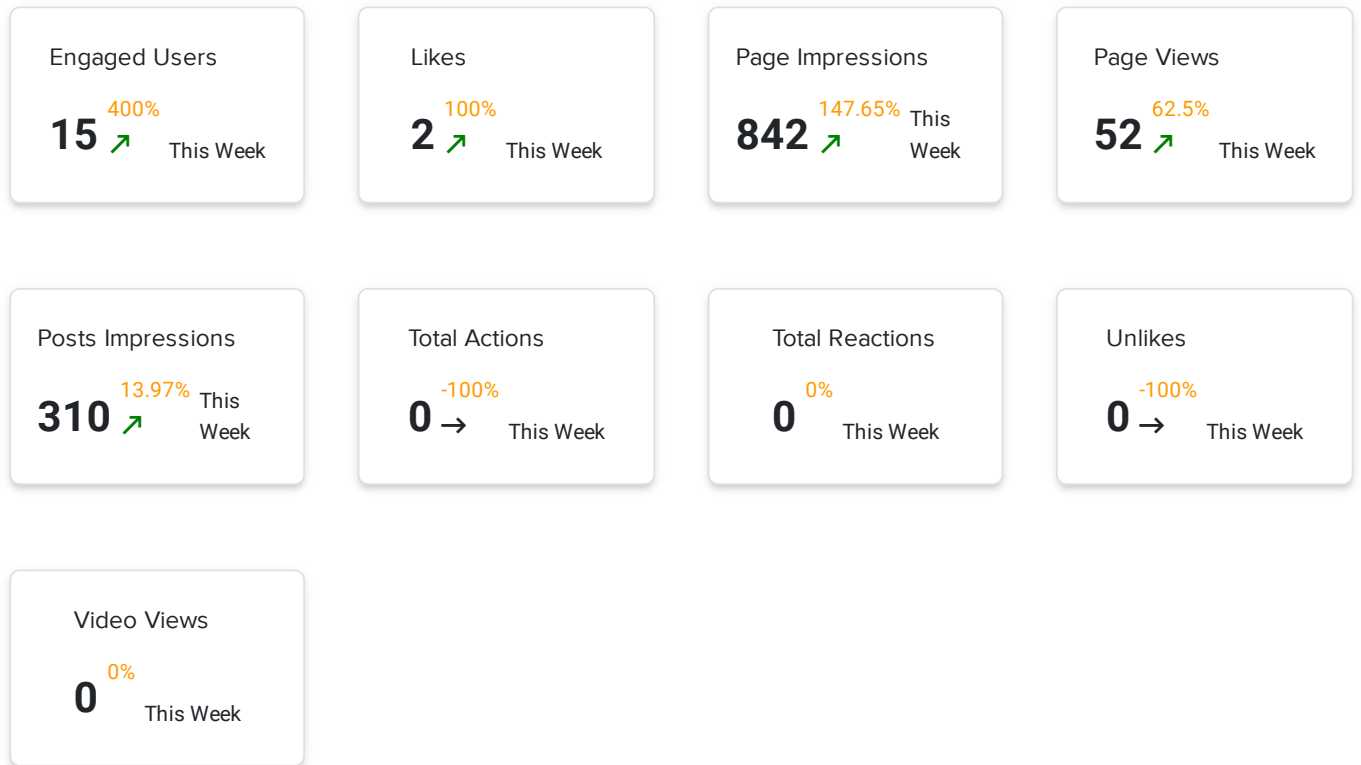 Engaged Users
15 400% This Week
Likes
2 100% This Week
Page Impressions
842 147.65% This
Week
Page Views
52 62.5% This Week
Posts Impressions
310 13.97% This
Week
Total Actions
0 -100% This Week
Total Reactions
0 0% This Week
Unlikes
0 -100% This Week
Video Views
0 0% This Week